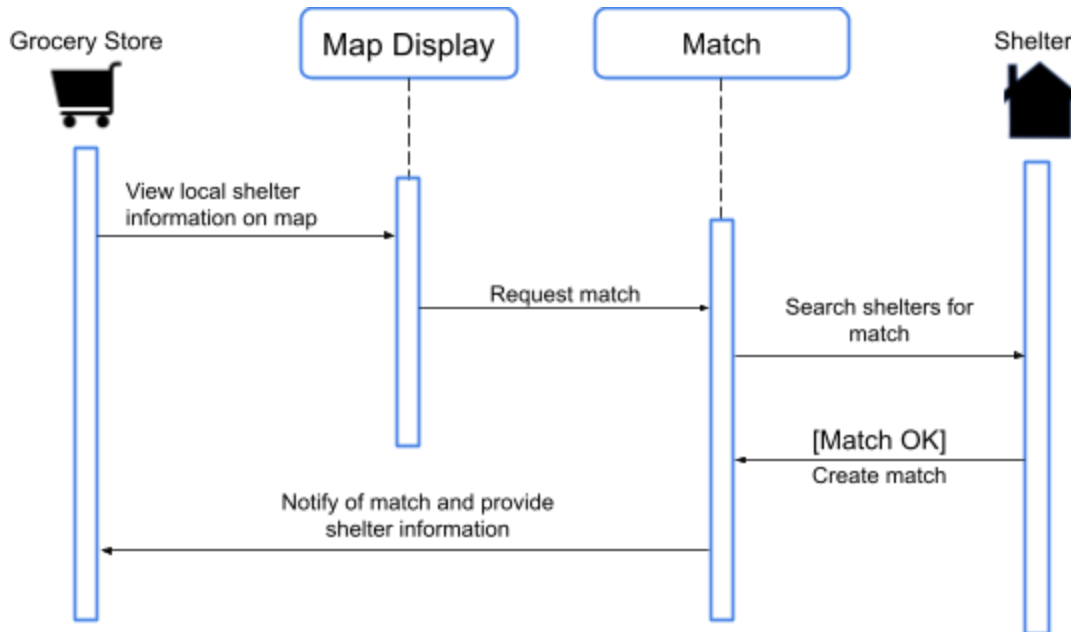 Grocery Store
Map Display
Match
Shelter
View local shelter
information on map
Request match
Search shelters for
match
[Match OK]
Create match
Notify of match and provide
shelter information